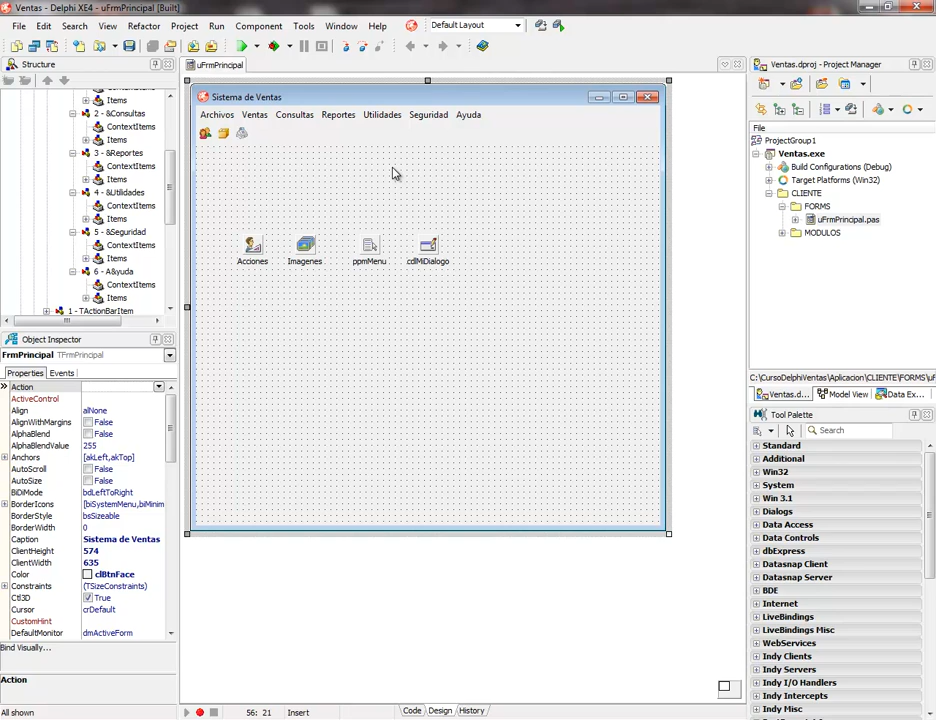 Ventas - Delphi XE4 - uFrmPrincipal [Built]
File Edit Search View Refactor Project Run Component Tools Window Help Default Layout
Structure
Items
2 - &Consultas
ContextItems
Items
3 - &Reportes
ContextItems
Items
4 - &Utilidades
ContextItems
Items
5 - &Seguridad
ContextItems
Items
6 - A&yuda
ContextItems
Items
1 - TActionBarItem
Object Inspector
FrmPrincipal TFrmPrincipal
Properties Events
Action
ActiveControl
Align alNone
AlignWithMargins False
AlphaBlend False
AlphaBlendValue 255
Anchors [akLeft,akTop]
AutoScroll False
AutoSize False
BiDiMode bdLeftToRight
BorderIcons [biSystemMenu,biMinim
BorderStyle bsSizeable
BorderWidth 0
Caption Sistema de Ventas
ClientHeight 574
ClientWidth 635
Color clBtnFace
Constraints (TSizeConstraints)
Ctl3D True
Cursor crDefault
CustomHint
DefaultMonitor dmActiveForm
Bind Visually...
Action
All shown
uFrmPrincipal
Sistema de Ventas
Archivos Ventas Consultas Reportes Utilidades Seguridad Ayuda
Acciones Imagenes ppmMenu cdlMiDialogo
56: 21 Insert Code Design History
Ventas.dproj - Project Manager
File
ProjectGroup1
Ventas.exe
Build Configurations (Debug)
Target Platforms (Win32)
CLIENTE
FORMS
uFrmPrincipal.pas
MODULOS
C:\CursoDelphiVentas\Aplicacion\CLIENTE\FORMS\uF
Ventas.d... Model View Data Ex...
Tool Palette
Search
Standard
Additional
Win32
System
Win 3.1
Dialogs
Data Access
Data Controls
dbExpress
Datasnap Client
Datasnap Server
BDE
Internet
LiveBindings
LiveBindings Misc
WebServices
Indy Clients
Indy Servers
Indy I/O Handlers
Indy Intercepts
Indy Misc